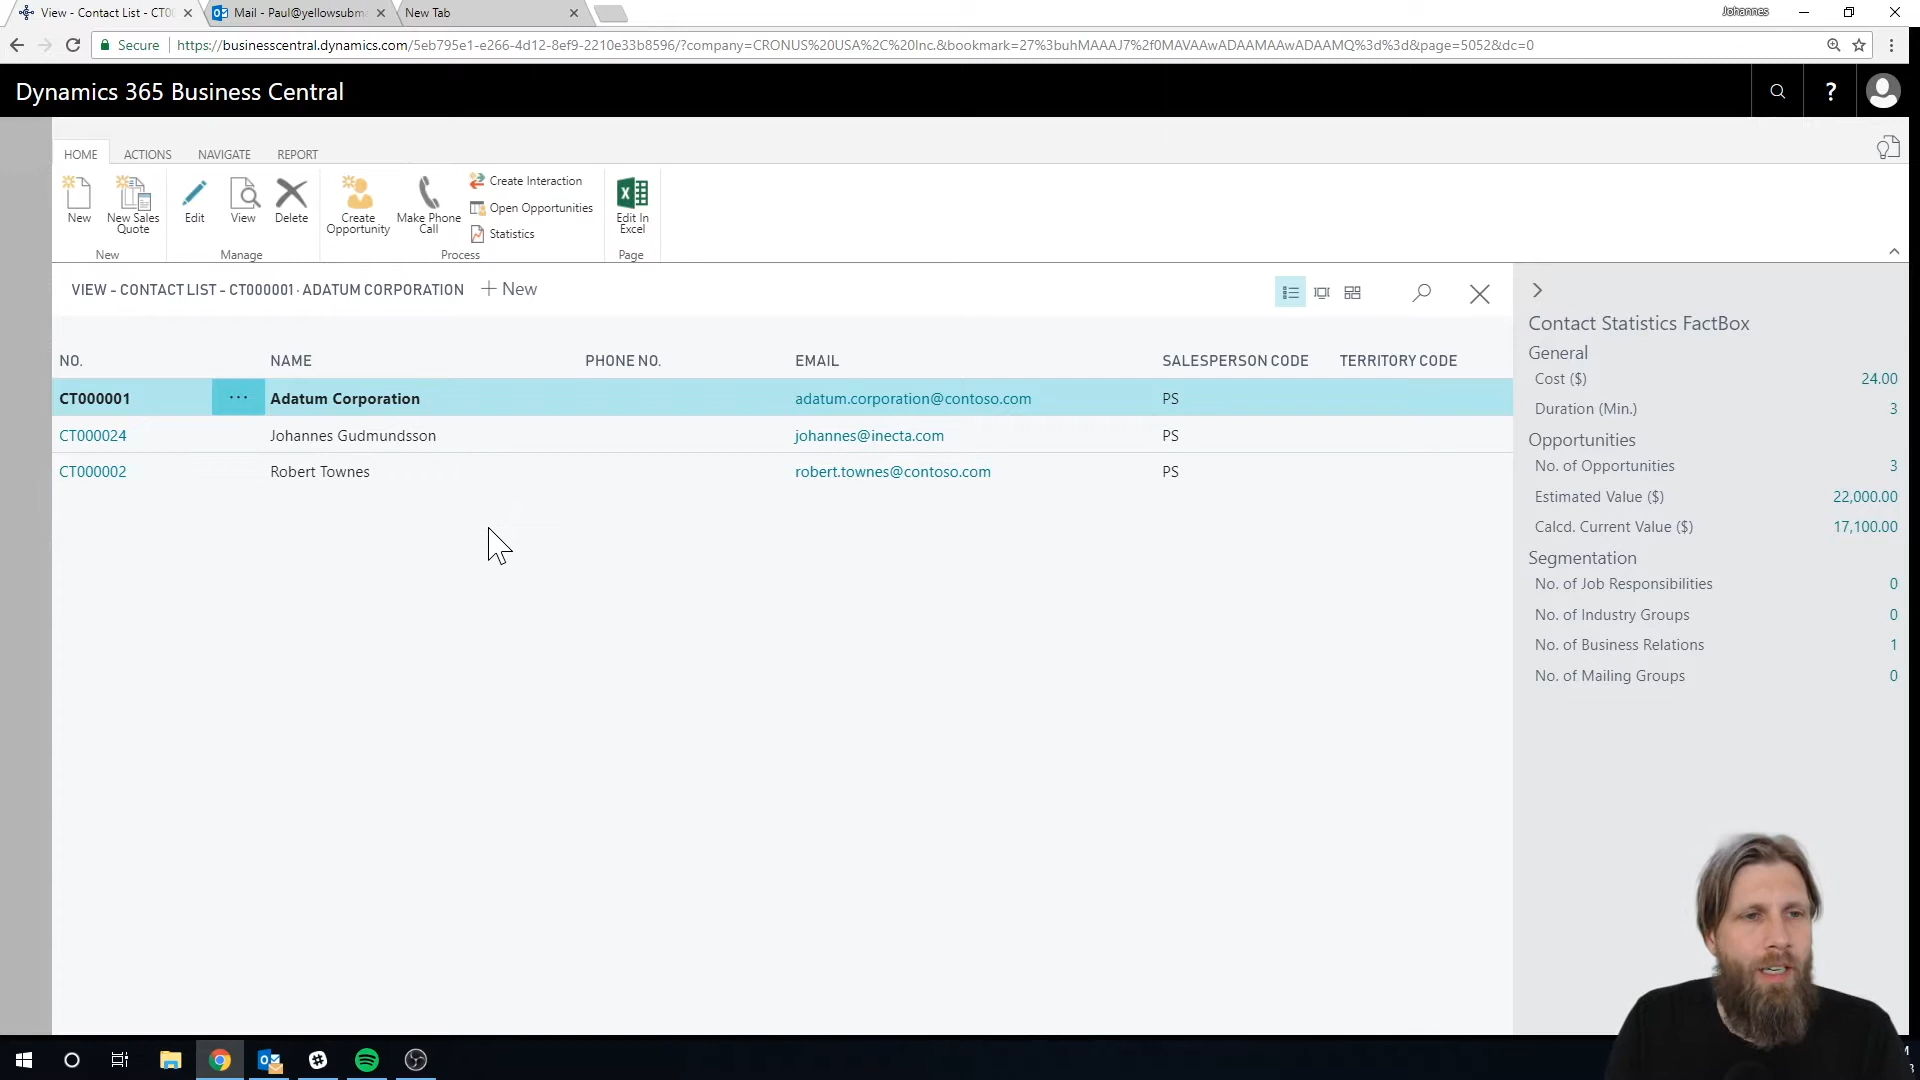 View - Contact List - CT0
Mail - Paul@yellowsubma
New Tab
Johannes
Secure
https://businesscentral.dynamics.com/5eb795e1-e266-4d12-8ef9-2210e33b8596/?company=CRONUS%20USA%2C%20Inc.&bookmark=27%3buhMAAAJ7%2f0MAVAAwADAAMAAwADAAMQ%3d%3d&page=5052&dc=0
Dynamics 365 Business Central
?
HOME ACTIONS NAVIGATE REPORT
New
New Sales Quote
Edit
View
Delete
Create Opportunity
Make Phone Call
Create Interaction
Open Opportunities
Statistics
Edit In Excel
New
Manage
Process
Page
VIEW - CONTACT LIST - CT000001 · ADATUM CORPORATION + New
NO. NAME PHONE NO. EMAIL SALESPERSON CODE TERRITORY CODE
CT000001 ··· Adatum Corporation adatum.corporation@contoso.com PS
CT000024 Johannes Gudmundsson johannes@inecta.com PS
CT000002 Robert Townes robert.townes@contoso.com PS
Contact Statistics FactBox
General
Cost ($) 24.00
Duration (Min.) 3
Opportunities
No. of Opportunities 3
Estimated Value ($) 22,000.00
Calcd. Current Value ($) 17,100.00
Segmentation
No. of Job Responsibilities 0
No. of Industry Groups 0
No. of Business Relations 1
No. of Mailing Groups 0